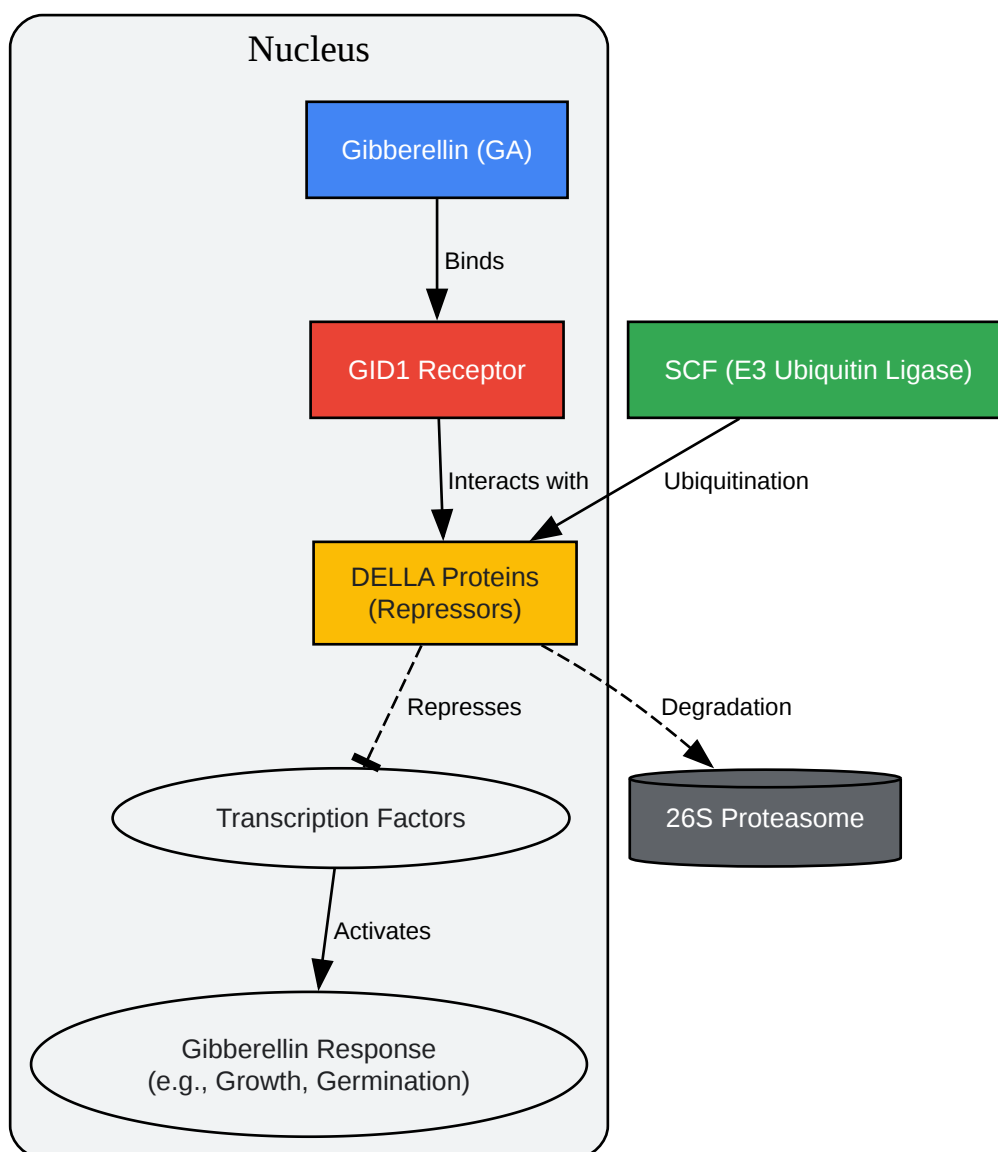 Nucleus
Gibberellin (GA)
Binds
GID1 Receptor
SCF (E3 Ubiquitin Ligase)
Interacts with
Ubiquitination
DELLA Proteins
(Repressors)
Represses
Degradation
Transcription Factors
26S Proteasome
Activates
Gibberellin Response
(e.g., Growth, Germination)